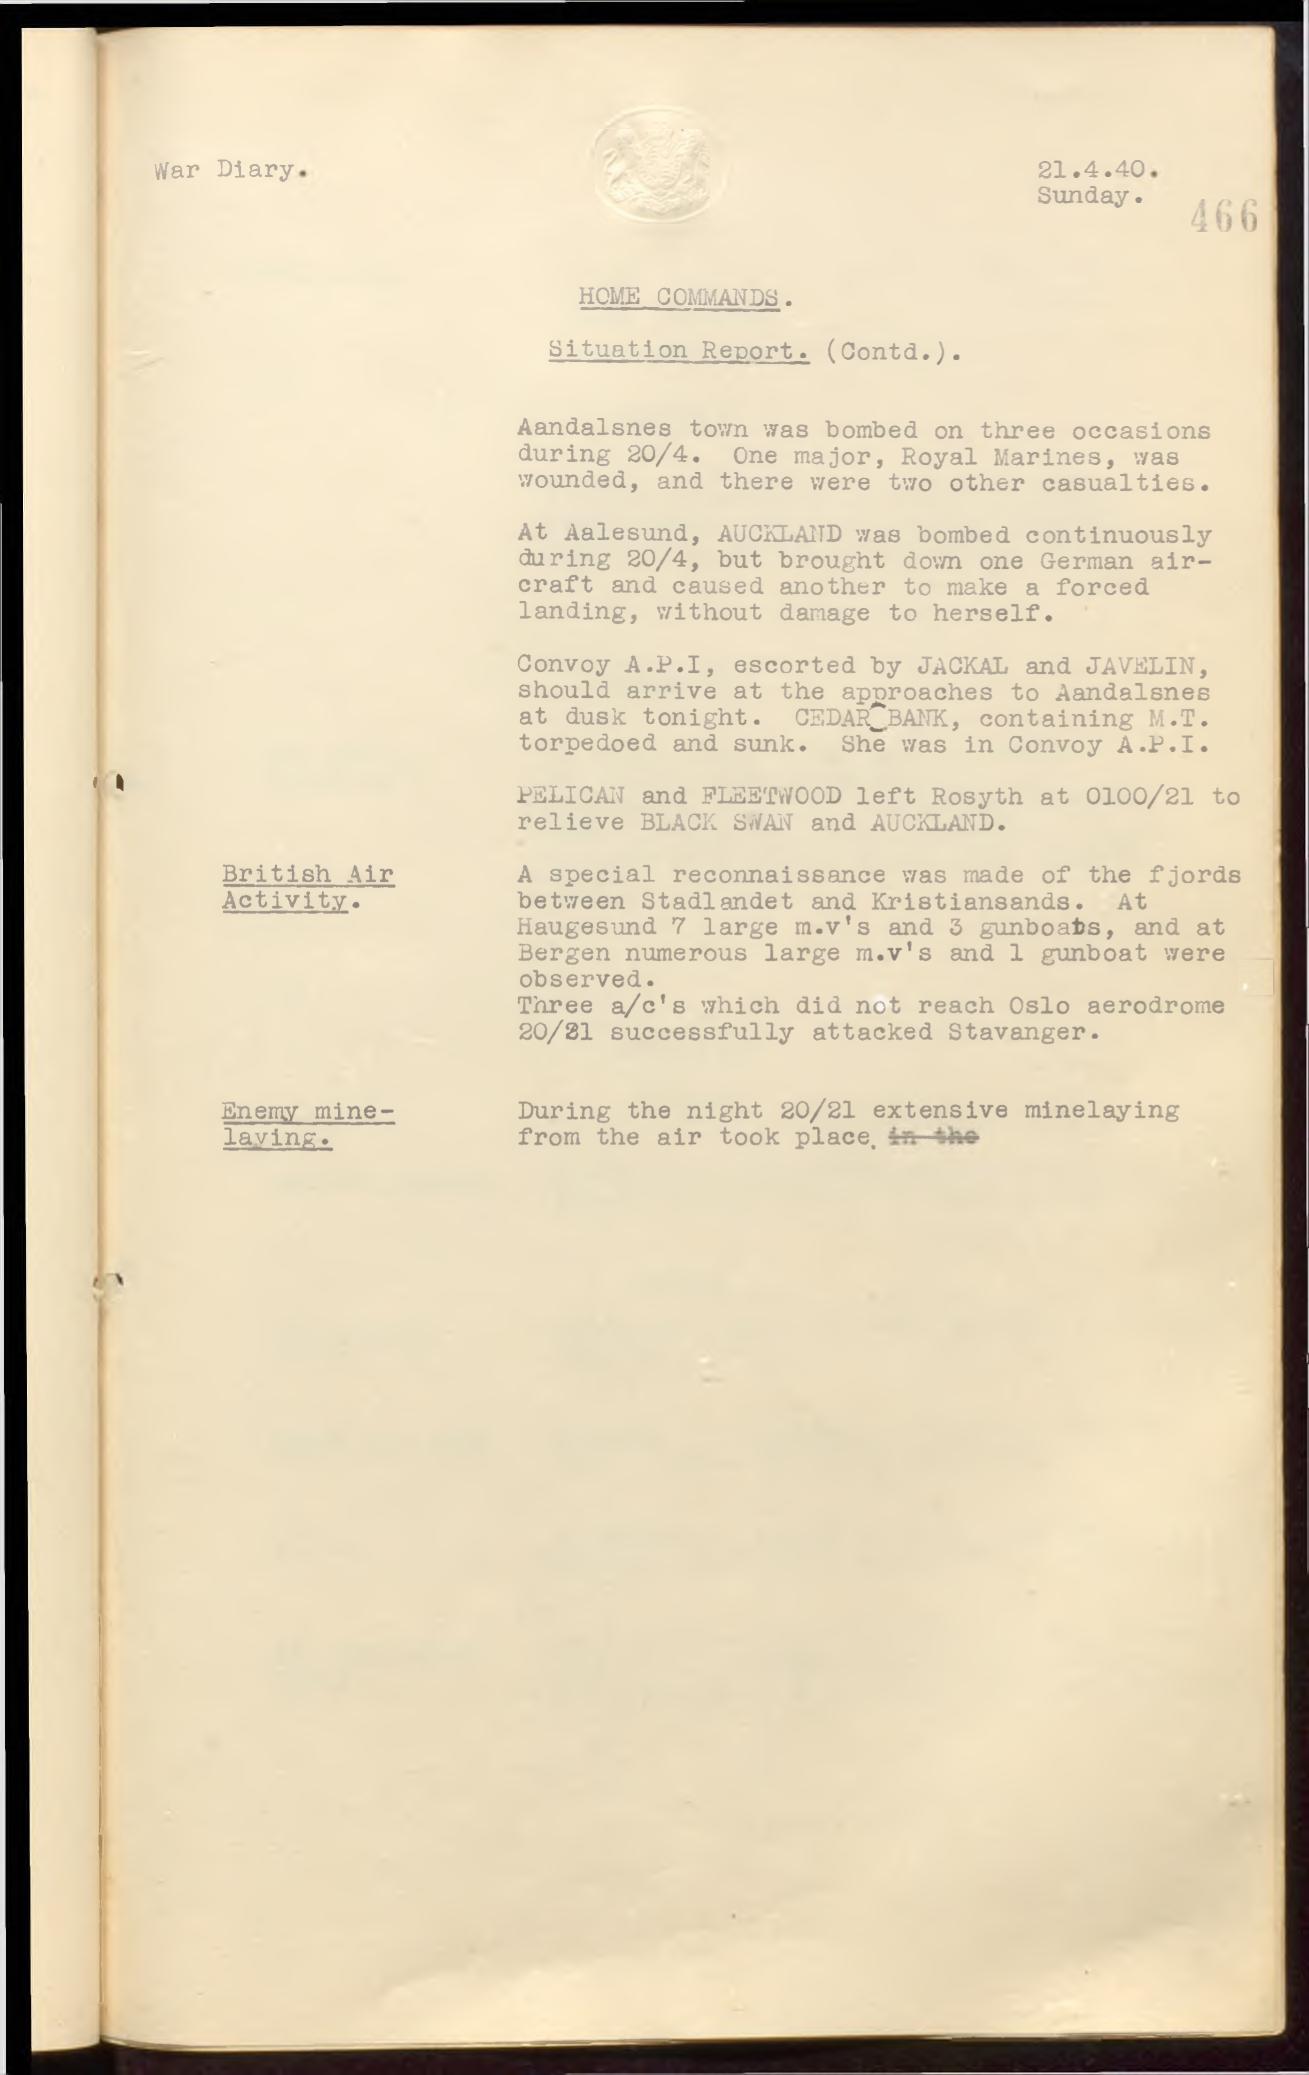 War Diary.
21.4.40.
Sunday.
466
HOME COMMANDS.
Situation Report. (Contd.).
Aandalsnes town was bombed on three occasions
during 20/4. One major, Royal Marines, was
wounded, and there were two other casualties.
At Aalesund, AUCKLAND was bombed continuously
during 20/4, but brought down one German air-
craft and caused another to make a forced
landing, without damage to herself.
Convoy A.P.I, escorted by JACKAL and JAVELIN,
should arrive at the approaches to Aandalsnes
at dusk tonight. CEDAR BANK, containing M.T.
torpedoed and sunk. She was in Convoy A.P.I.
PELICAN and FLEETWOOD left Rosyth at 0100/21 to
relieve BLACK SWAN and AUCKLAND.
British Air
Activity.
A special reconnaissance was made of the fjords
between Stadlandet and Kristiansands. At
Haugesund 7 large m.v's and 3 gunboats, and at
Bergen numerous large m.v's and 1 gunboat were
observed.
Three a/c's which did not reach Oslo aerodrome
20/21 successfully attacked Stavanger.
Enemy mine-
laying.
During the night 20/21 extensive minelaying
from the air took place. in the